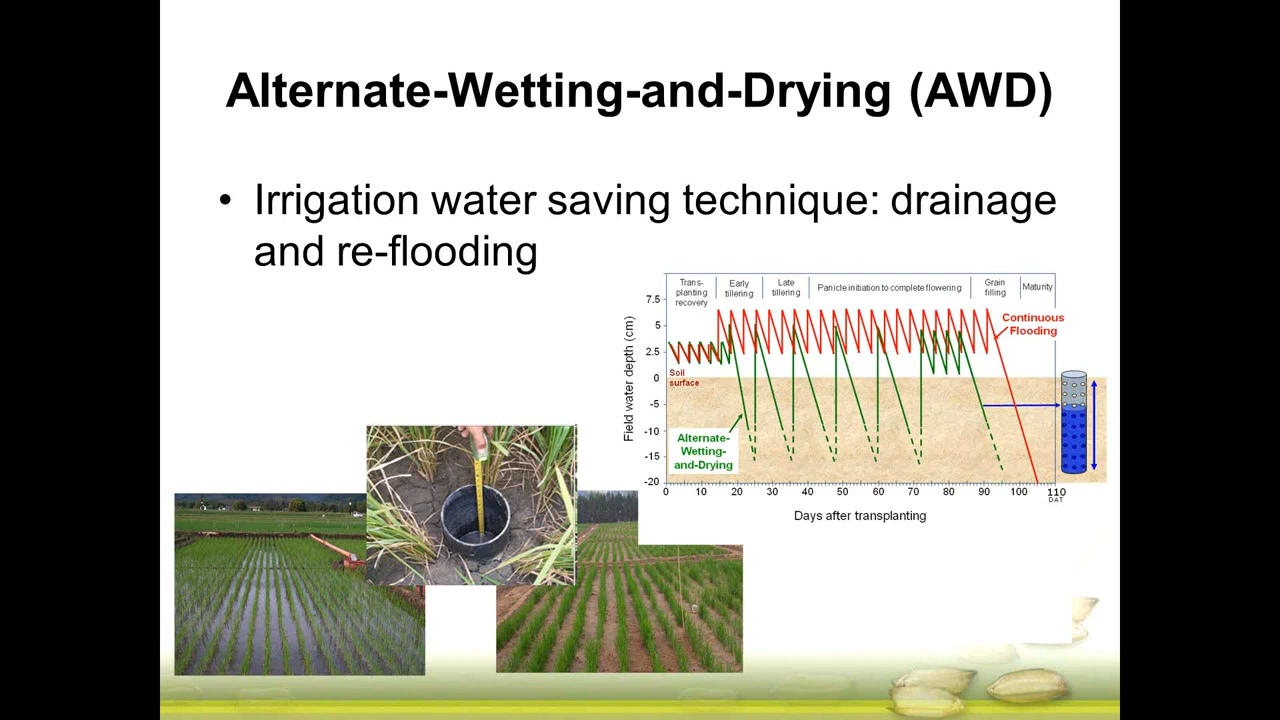 Alternate-Wetting-and-Drying (AWD)
• Irrigation water saving technique: drainage
and re-flooding
Trans-
planting
recovery
Early
tillering
Late
tillering
Panicle initiation to complete flowering
Grain
filling
Maturity
Continuous
Flooding
Field water depth (cm)
7.5
5
2.5
0
-5
-10
-15
-20
Soil
surface
Alternate-
Wetting-
and-Drying
0 10 20 30 40 50 60 70 80 90 100 110
DAT
Days after transplanting